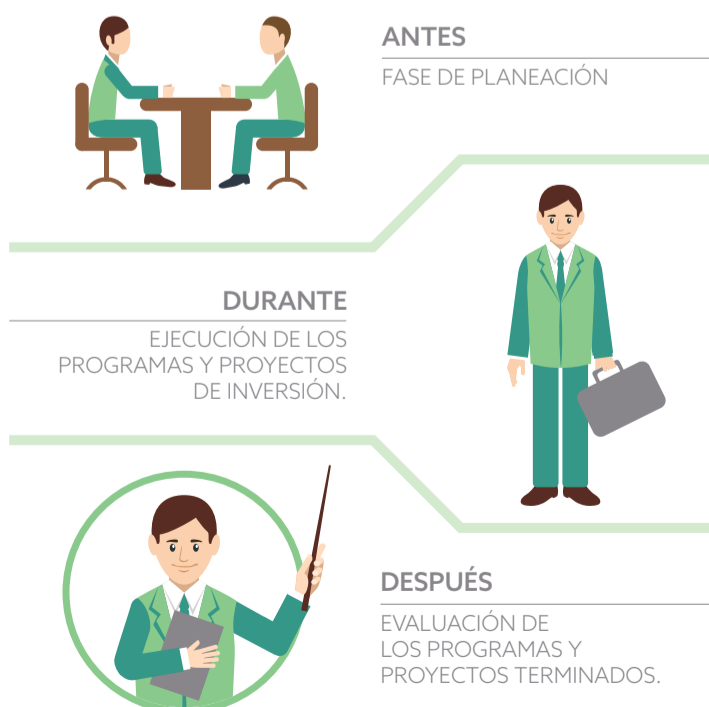 ANTES
FASE DE PLANEACIÓN
DURANTE
EJECUCIÓN DE LOS
PROGRAMAS Y PROYECTOS
DE INVERSIÓN.
DESPUÉS
EVALUACIÓN DE
LOS PROGRAMAS Y
PROYECTOS TERMINADOS.